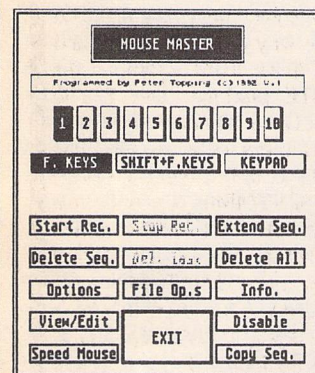 MOUSE MASTER
Programmed by Peter Topping (c)1992 V.1
1 2 3 4 5 6 7 8 9 10
F. KEYS SHIFT+F.KEYS KEYPAD
Start Rec. Stop Rec. Extend Seq.
Delete Seq. Del. Last Delete All
Options File Op.s Info.
View/Edit EXIT Disable
Speed Mouse Copy Seq.